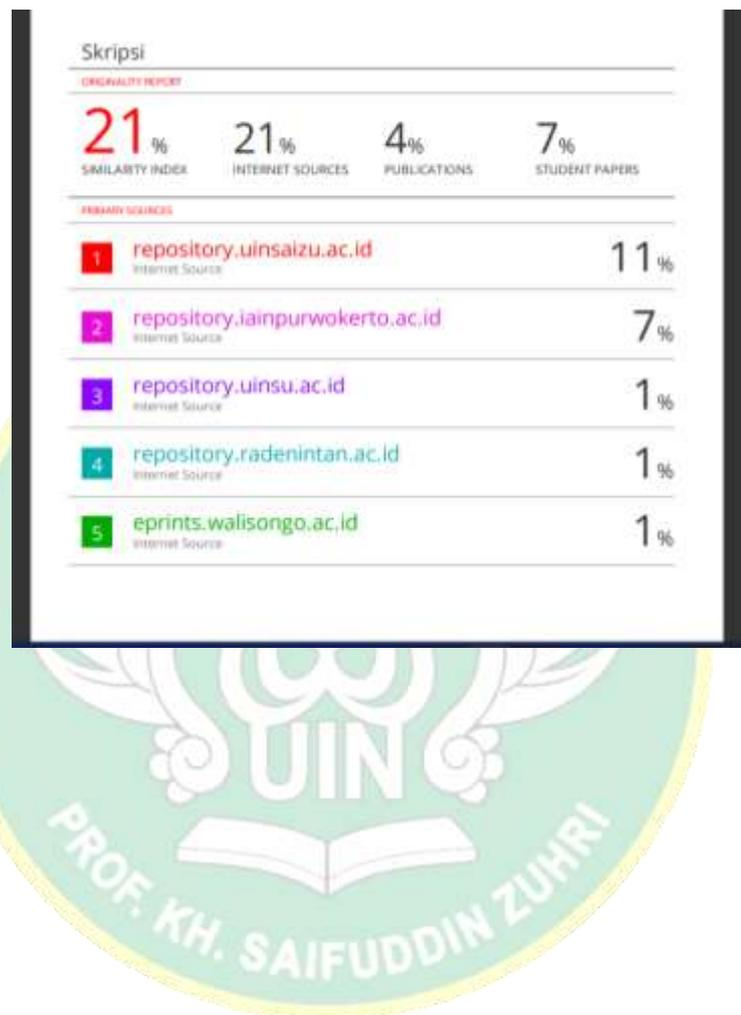 Skripsi
ORIGINALITY REPORT
21% 21% 4% 7%
SIMILARITY INDEX INTERNET SOURCES PUBLICATIONS STUDENT PAPERS
PRIMARY SOURCES
1 repository.uinsaizu.ac.id 11%
Internet Source
2 repository.iainpurwokerto.ac.id 7%
Internet Source
3 repository.uinsu.ac.id 1%
Internet Source
4 repository.radenintan.ac.id 1%
Internet Source
5 eprints.walisongo.ac.id 1%
Internet Source
UIN
PROF. KH. SAIFUDDIN ZUHRI